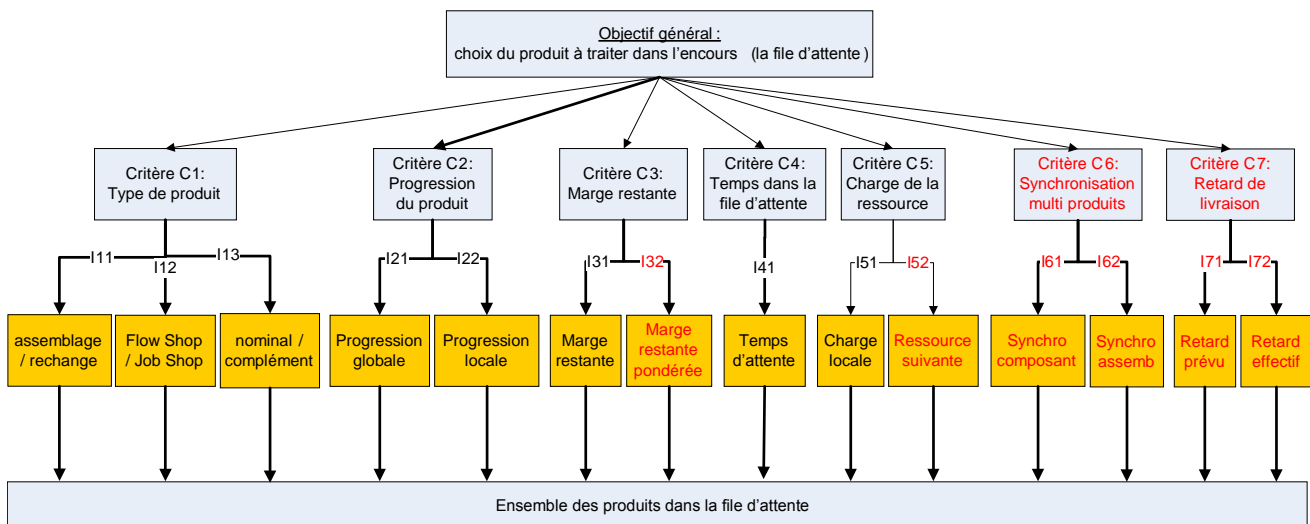 Objectif général :
choix du produit à traiter dans l'encours (la file d'attente )
Critère C1:
Type de produit
Critère C2:
Progression
du produit
Critère C3:
Marge restante
Critère C4:
Temps dans la
file d'attente
Critère C5:
Charge de la
ressource
Critère C6:
Synchronisation
multi produits
Critère C7:
Retard de
livraison
I11
I12
I13
I21
I22
I31
I32
I41
I51
I52
I61
I62
I71
I72
assemblage
/ rechange
Flow Shop
/ Job Shop
nominal /
complément
Progression
globale
Progression
locale
Marge
restante
Marge
restante
pondérée
Temps
d'attente
Charge
locale
Ressource
suivante
Synchro
composant
Synchro
assemb
Retard
prévu
Retard
effectif
Ensemble des produits dans la file d'attente